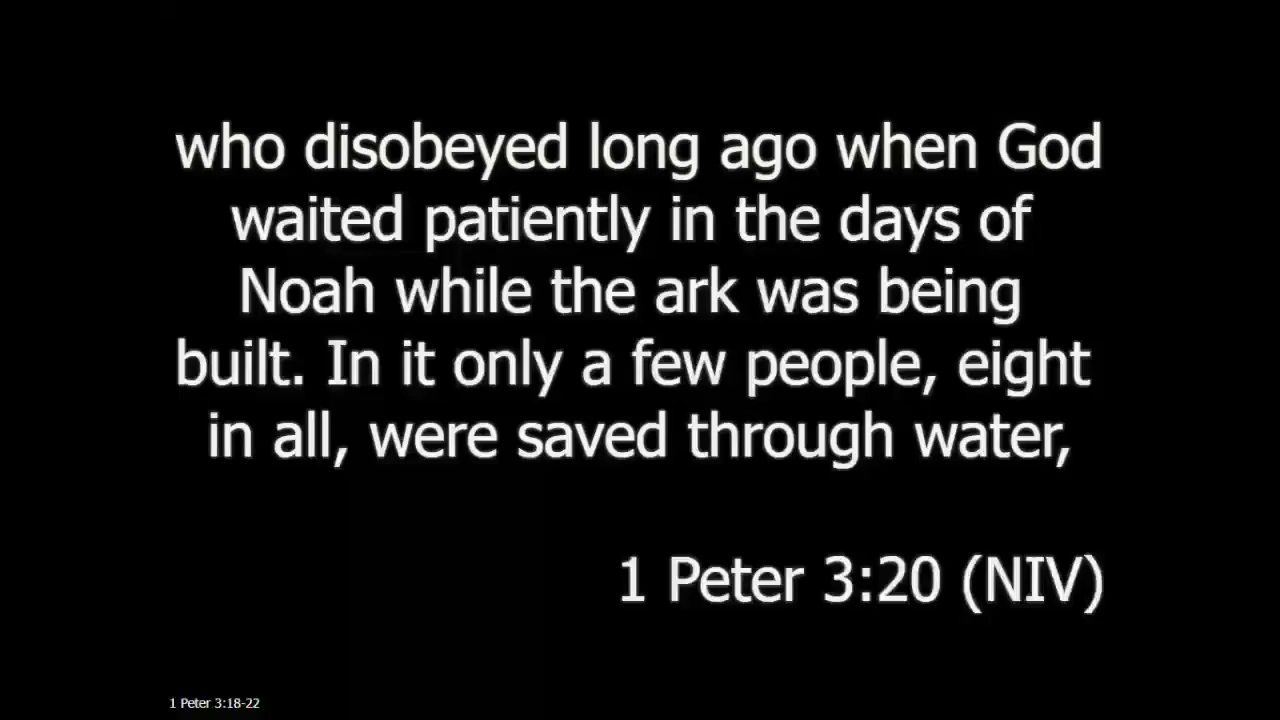 who disobeyed long ago when God
waited patiently in the days of
Noah while the ark was being
built. In it only a few people, eight
in all, were saved through water,
1 Peter 3:20 (NIV)
1 Peter 3:18-22